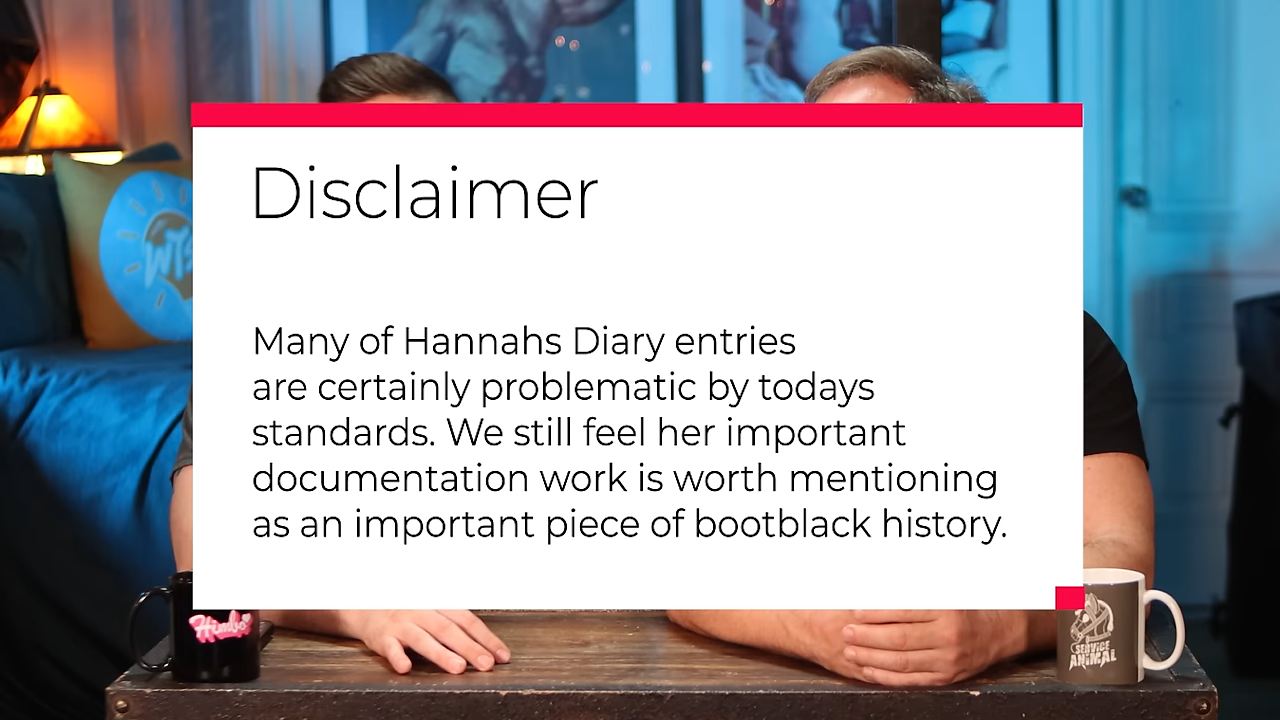 Disclaimer
Many of Hannahs Diary entries
are certainly problematic by todays
standards. We still feel her important
documentation work is worth mentioning
as an important piece of bootblack history.
Himbo
SERVICE
ANIMAL